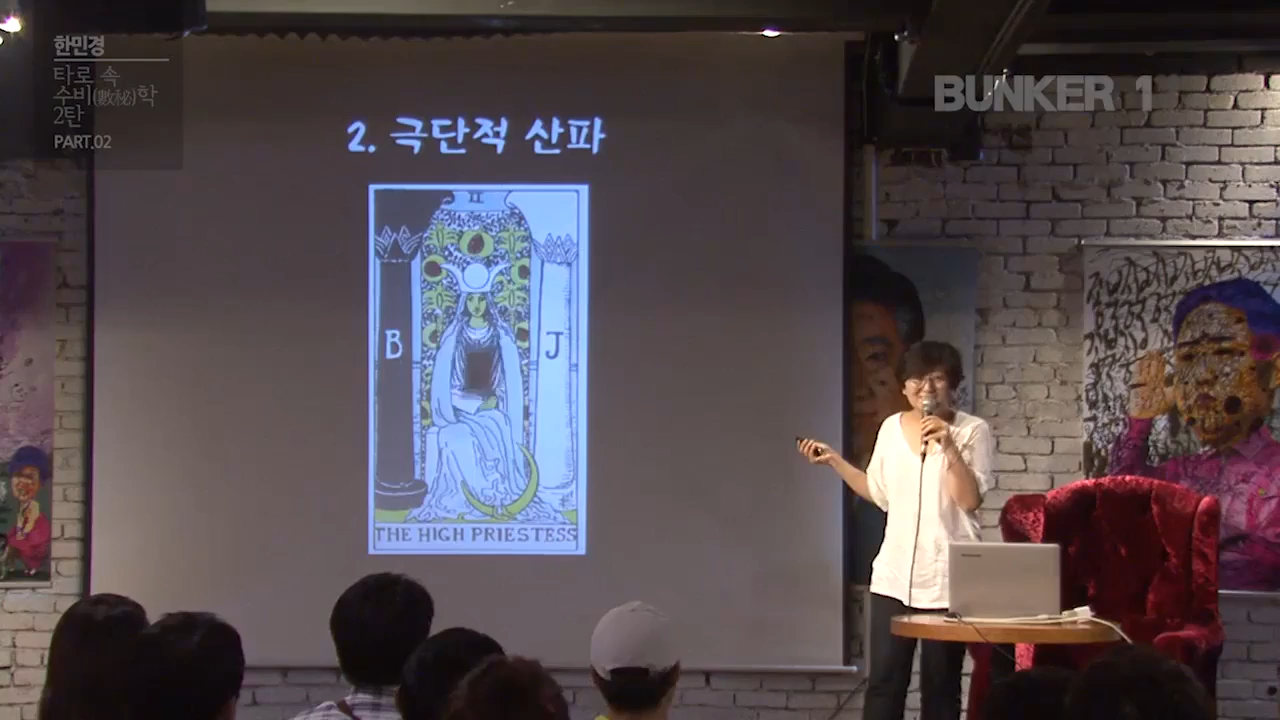 한민경
타로 속
수비(數秘)학
2탄
PART.02
BUNKER 1
2. 극단적 산파
II
B
J
THE HIGH PRIESTESS